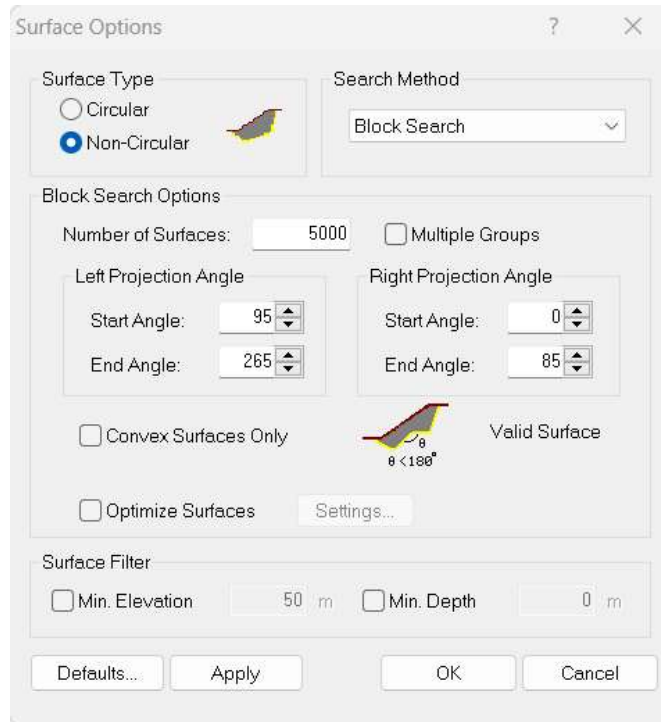 Surface Options ?
Surface Type
Circular
Non-Circular
Search Method
Block Search
Block Search Options
Number of Surfaces: 5000 Multiple Groups
Left Projection Angle
Start Angle: 95
End Angle: 265
Right Projection Angle
Start Angle: 0
End Angle: 85
Convex Surfaces Only
θ
θ <180°
Valid Surface
Optimize Surfaces Settings...
Surface Filter
Min. Elevation 50 m Min. Depth 0 m
Defaults... Apply OK Cancel